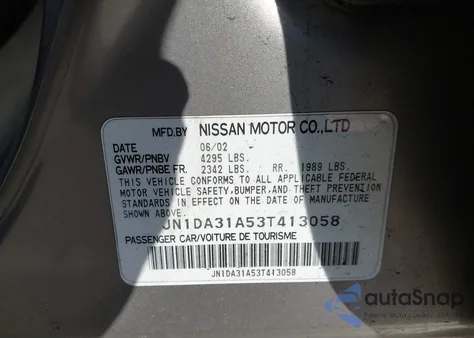 MFD.BY NISSAN MOTOR CO.,LTD
DATE 06/02
GVWR/PNBV 4295 LBS.
GAWR/PNBE FR. 2342 LBS. RR. 1989 LBS.
THIS VEHICLE CONFORMS TO ALL APPLICABLE FEDERAL
MOTOR VEHICLE SAFETY,BUMPER,AND THEFT PREVENTION
STANDARDS IN EFFECT ON THE DATE OF MANUFACTURE
SHOWN ABOVE.
JN1DA31A53T413058
PASSENGER CAR/VOITURE DE TOURISME
JN1DA31A53T413058
autaSnap